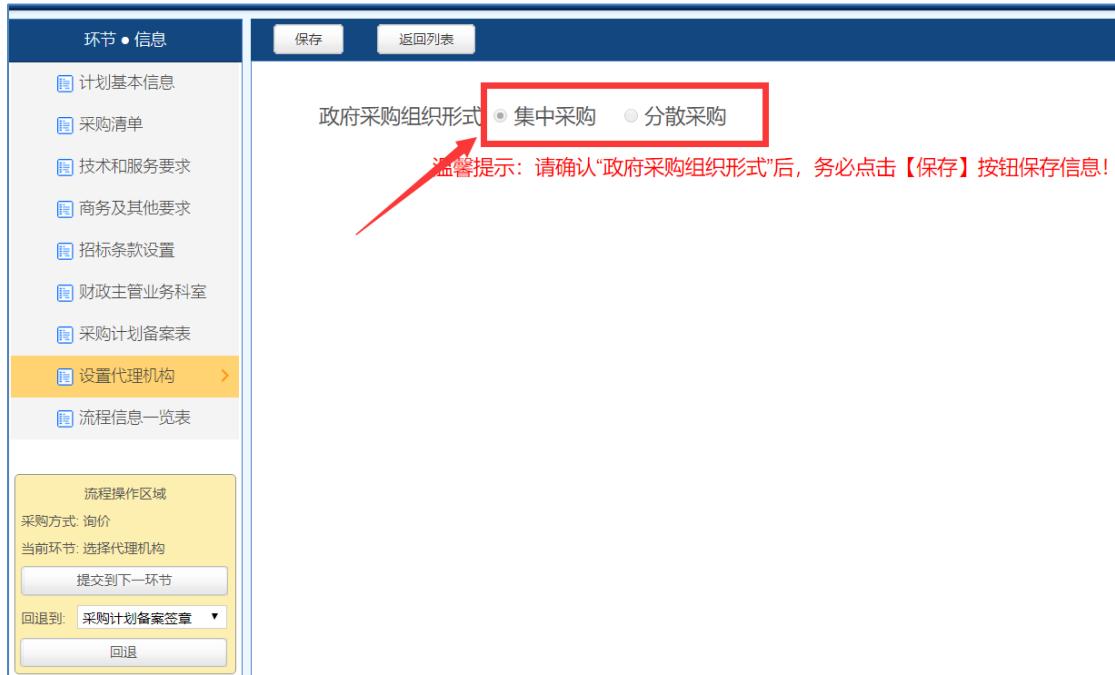 环节 ● 信息
保存
返回列表
计划基本信息
采购清单
技术和服务要求
商务及其他要求
招标条款设置
财政主管业务科室
采购计划备案表
设置代理机构
流程信息一览表
政府采购组织形式 集中采购 分散采购
温馨提示：请确认“政府采购组织形式”后，务必点击【保存】按钮保存信息！
流程操作区域
采购方式: 询价
当前环节: 选择代理机构
提交到下一环节
回退到: 采购计划备案签章
回退